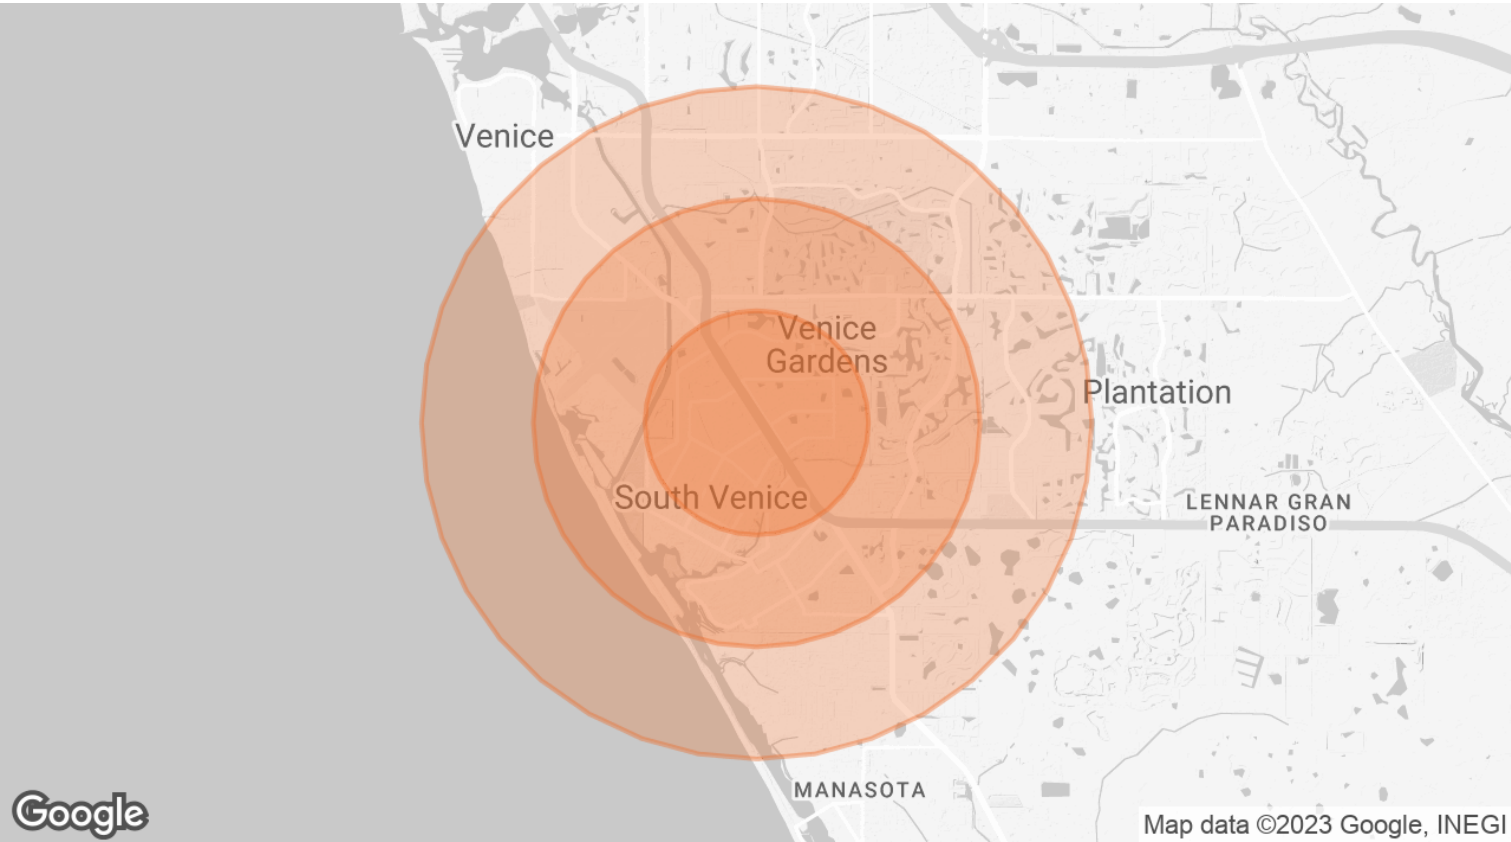 Venice
Venice
Gardens
Plantation
South Venice
LENNAR GRAN
PARADISO
MANASOTA
Google
Map data ©2023 Google, INEGI